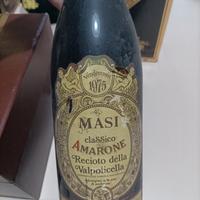 Vendemmia
1975
MASI
classico
AMARONE
Recioto della
Valpolicella